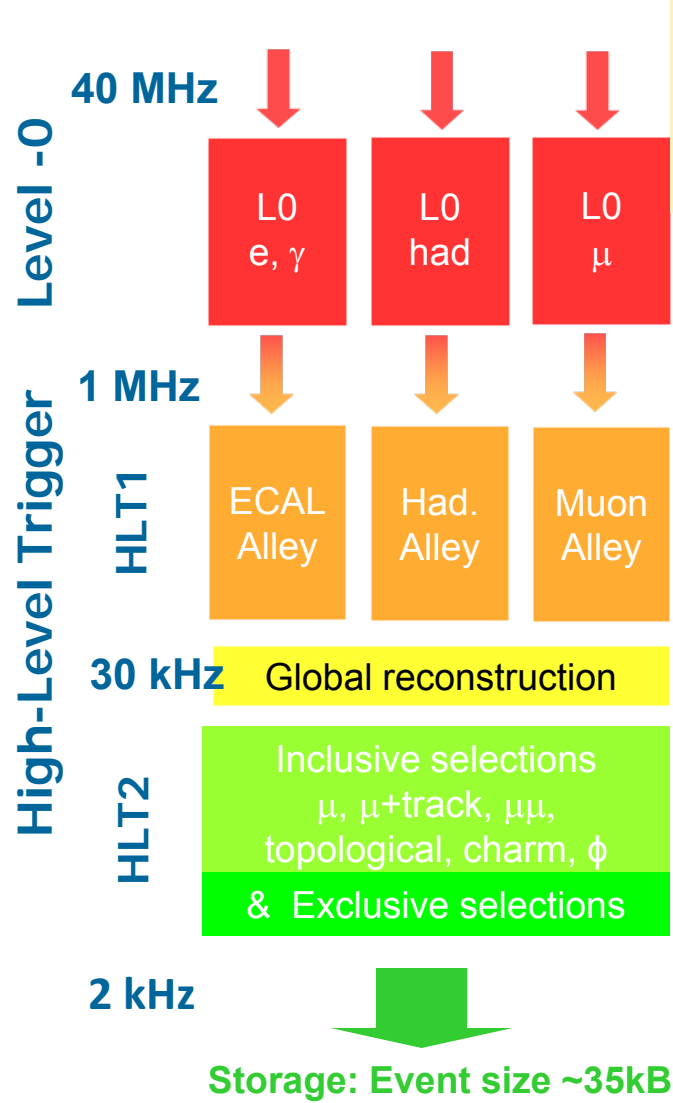 40 MHz
Level -0
L0
e, γ
L0
had
L0
μ
1 MHz
High-Level Trigger
HLT1
ECAL
Alley
Had.
Alley
Muon
Alley
30 kHz
Global reconstruction
HLT2
Inclusive selections
μ, μ+track, μμ,
topological, charm, ϕ
& Exclusive selections
2 kHz
Storage: Event size ~35kB